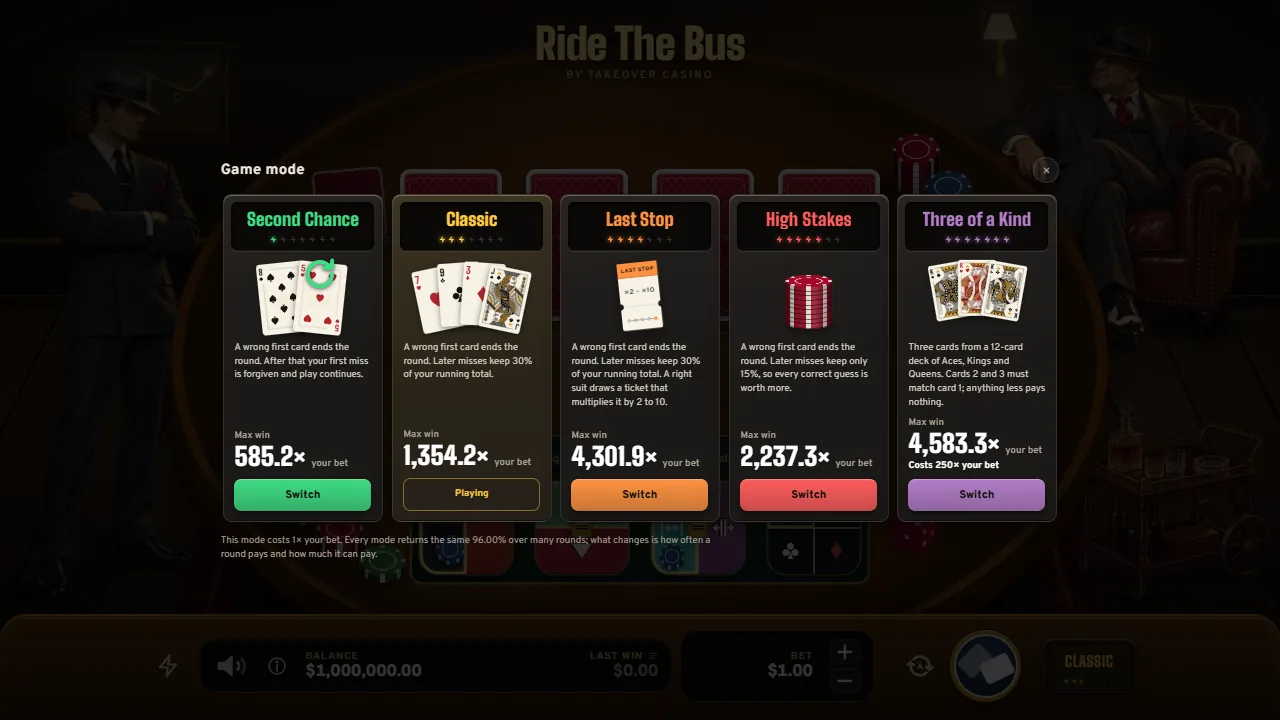 Ride The Bus
BY TAKEOVER CASINO
Game mode
×
Second Chance
A wrong first card ends the
round. After that your first miss
is forgiven and play continues.
Max win
585.2× your bet
Switch
Classic
A wrong first card ends the
round. Later misses keep 30%
of your running total.
Max win
1,354.2× your bet
Playing
Last Stop
LAST STOP
×2 – ×10
A wrong first card ends the
round. Later misses keep 30%
of your running total. A right
suit draws a ticket that
multiplies it by 2 to 10.
Max win
4,301.9× your bet
Switch
High Stakes
A wrong first card ends the
round. Later misses keep only
15%, so every correct guess is
worth more.
Max win
2,237.3× your bet
Switch
Three of a Kind
Three cards from a 12-card
deck of Aces, Kings and
Queens. Cards 2 and 3 must
match card 1; anything less pays
nothing.
Max win
4,583.3× your bet
Costs 250× your bet
Switch
This mode costs 1× your bet. Every mode returns the same 96.00% over many rounds; what changes is how often a
round pays and how much it can pay.
BALANCE
$1,000,000.00
LAST WIN
$0.00
BET
$1.00
CLASSIC